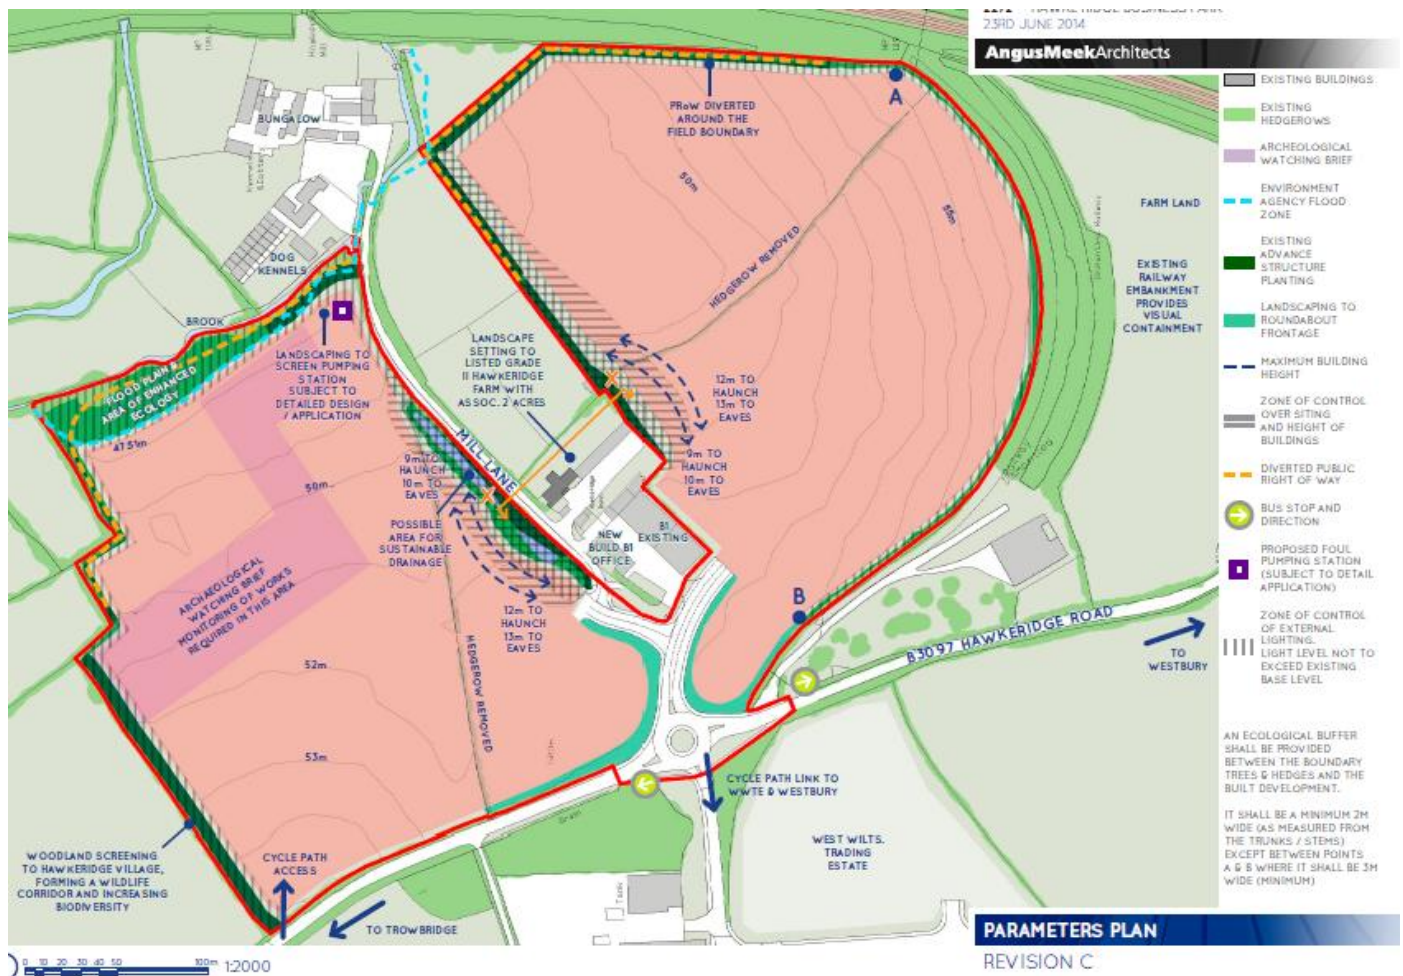 HAWKE RIDGE BUSINESS PARK
23RD JUNE 2014
AngusMeekArchitects
EXISTING BUILDINGS
EXISTING
HEDGEROWS
ARCHEOLOGICAL
WATCHING BRIEF
ENVIRONMENT
AGENCY FLOOD
ZONE
EXISTING
ADVANCE
STRUCTURE
PLANTING
LANDSCAPING TO
ROUNDABOUT
FRONTAGE
MAXIMUM BUILDING
HEIGHT
ZONE OF CONTROL
OVER SITING
AND HEIGHT OF
BUILDINGS
DIVERTED PUBLIC
RIGHT OF WAY
BUS STOP AND
DIRECTION
PROPOSED FOUL
PUMPING STATION
(SUBJECT TO DETAIL
APPLICATION)
ZONE OF CONTROL
OF EXTERNAL
LIGHTING.
LIGHT LEVEL NOT TO
EXCEED EXISTING
BASE LEVEL
AN ECOLOGICAL BUFFER
SHALL BE PROVIDED
BETWEEN THE BOUNDARY
TREES & HEDGES AND THE
BUILT DEVELOPMENT.
IT SHALL BE A MINIMUM 2M
WIDE (AS MEASURED FROM
THE TRUNKS / STEMS)
EXCEPT BETWEEN POINTS
A & B WHERE IT SHALL BE 3M
WIDE (MINIMUM)
PARAMETERS PLAN
REVISION C
BUNGALOW
DOG
KENNELS
BROOK
PRoW DIVERTED
AROUND THE
FIELD BOUNDARY
A
50m
55m
HEDGEROW REMOVED
FARM LAND
EXISTING
RAILWAY
EMBANKMENT
PROVIDES
VISUAL
CONTAINMENT
LANDSCAPING TO
SCREEN PUMPING
STATION
SUBJECT TO
DETAILED DESIGN
/ APPLICATION
LANDSCAPE
SETTING TO
LISTED GRADE
II HAWKERIDGE
FARM WITH
ASSOC. 2 ACRES
12m TO
HAUNCH
13m TO
EAVES
9m TO
HAUNCH
10m TO
EAVES
FLOOD PLAIN &
AREA OF ENHANCED
ECOLOGY
47.51m
50m
MILL LANE
9m TO
HAUNCH
10m TO
EAVES
POSSIBLE
AREA FOR
SUSTAINABLE
DRAINAGE
NEW
BUILD B1
OFFICE
B1
EXISTING
ARCHAEOLOGICAL
WATCHING BRIEF
MONITORING OF WORKS
REQUIRED IN THIS AREA
12m TO
HAUNCH
13m TO
EAVES
HEDGEROW REMOVED
52m
53m
B
B3097 HAWKERIDGE ROAD
TO
WESTBURY
CYCLE PATH LINK TO
WWTE & WESTBURY
WEST WILTS.
TRADING
ESTATE
Drain
Tank
WOODLAND SCREENING
TO HAWKERIDGE VILLAGE,
FORMING A WILDLIFE
CORRIDOR AND INCREASING
BIODIVERSITY
CYCLE PATH
ACCESS
TO TROWBRIDGE
0 10 20 30 40 50 100m 1:2000